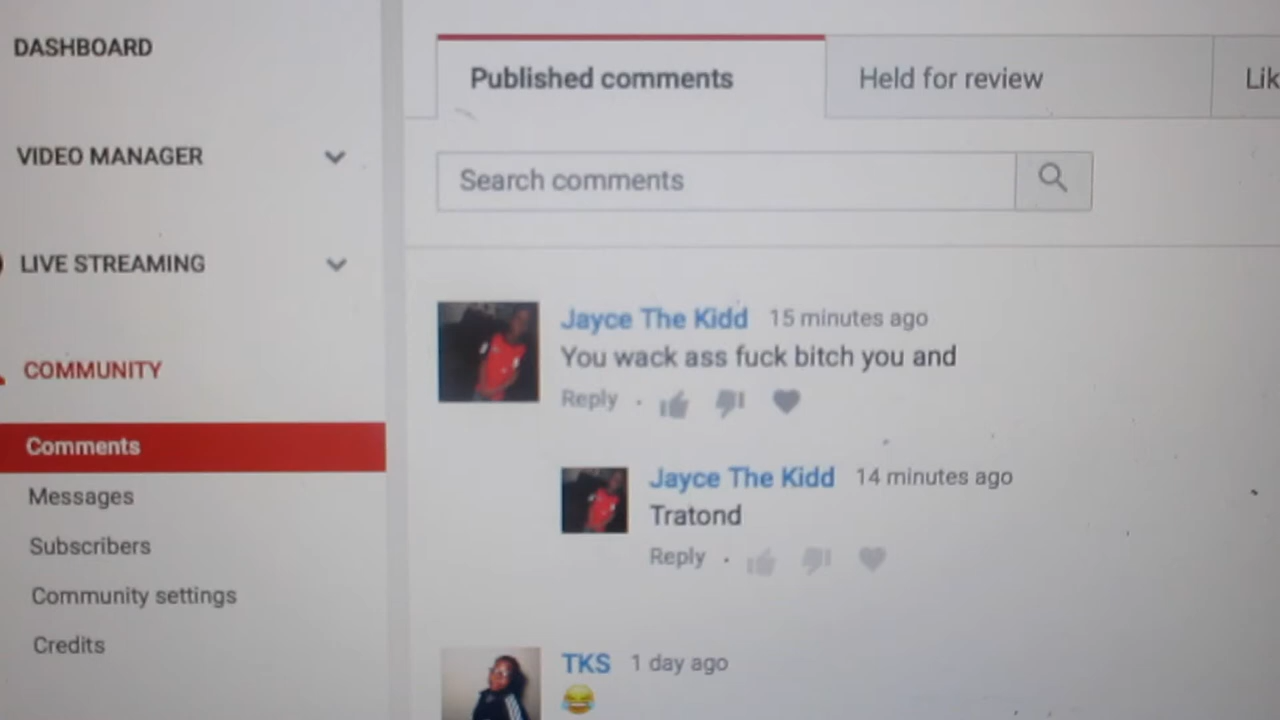 DASHBOARD
VIDEO MANAGER
LIVE STREAMING
COMMUNITY
Comments
Messages
Subscribers
Community settings
Credits
Published comments
Held for review
Lik
Search comments
Jayce The Kidd 15 minutes ago
You wack ass fuck bitch you and
Reply
Jayce The Kidd 14 minutes ago
Tratond
Reply
TKS 1 day ago
😂